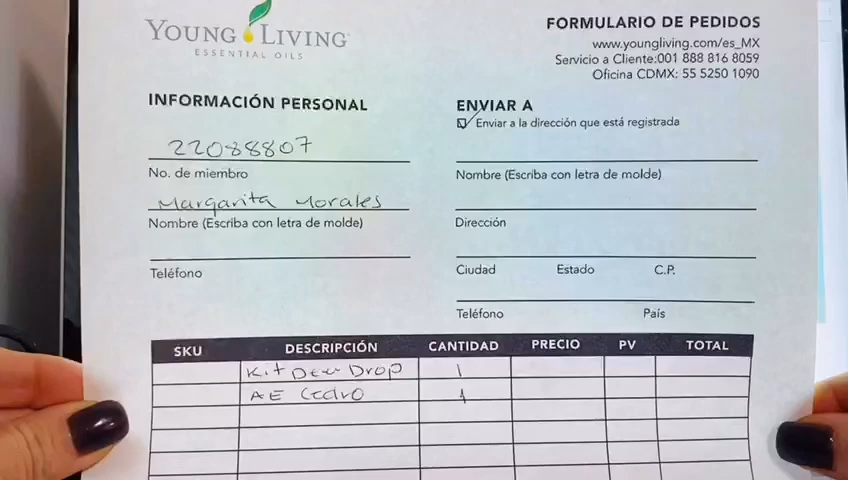 YOUNG LIVING
ESSENTIAL OILS
FORMULARIO DE PEDIDOS
www.youngliving.com/es_MX
Servicio a Cliente:001 888 816 8059
Oficina CDMX: 55 5250 1090
INFORMACIÓN PERSONAL
22088807
No. de miembro
Margarita Morales
Nombre (Escriba con letra de molde)
Teléfono
ENVIAR A
Enviar a la dirección que está registrada
Nombre (Escriba con letra de molde)
Dirección
Ciudad Estado C.P.
Teléfono País
SKU DESCRIPCIÓN CANTIDAD PRECIO PV TOTAL
Kit Dew Drop 1
AE Cedro 1